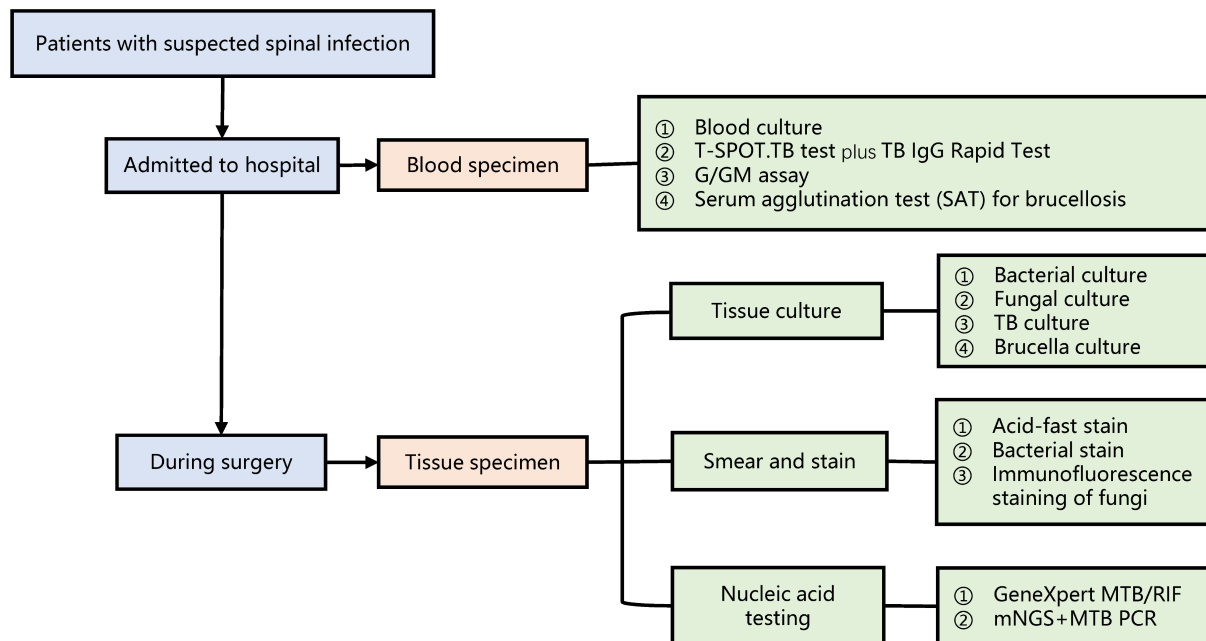 Patients with suspected spinal infection
Admitted to hospital
Blood specimen
① Blood culture
② T-SPOT.TB test plus TB IgG Rapid Test
③ G/GM assay
④ Serum agglutination test (SAT) for brucellosis
During surgery
Tissue specimen
Tissue culture
① Bacterial culture
② Fungal culture
③ TB culture
④ Brucella culture
Smear and stain
① Acid-fast stain
② Bacterial stain
③ Immunofluorescence
staining of fungi
Nucleic acid
testing
① GeneXpert MTB/RIF
② mNGS+MTB PCR